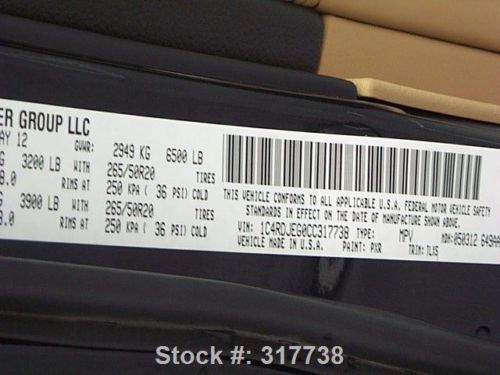 ER GROUP LLC
AY 12
GVWR: 2949 KG 6500 LB
3200 LB WITH 265/50R20 TIRES
8.0 RIMS AT 250 KPA ( 36 PSI) COLD
3900 LB WITH 265/50R20 TIRES
8.0 RIMS AT 250 KPA ( 36 PSI) COLD
THIS VEHICLE CONFORMS TO ALL APPLICABLE U.S.A. FEDERAL MOTOR VEHICLE SAFETY
STANDARDS IN EFFECT ON THE DATE OF MANUFACTURE SHOWN ABOVE
VIN: 1C4RDJEG0CC317738 TYPE: MPV MDH: 050312
VEHICLE MADE IN U.S.A. PAINT: PXR TRIM: TLX5
Stock #: 317738